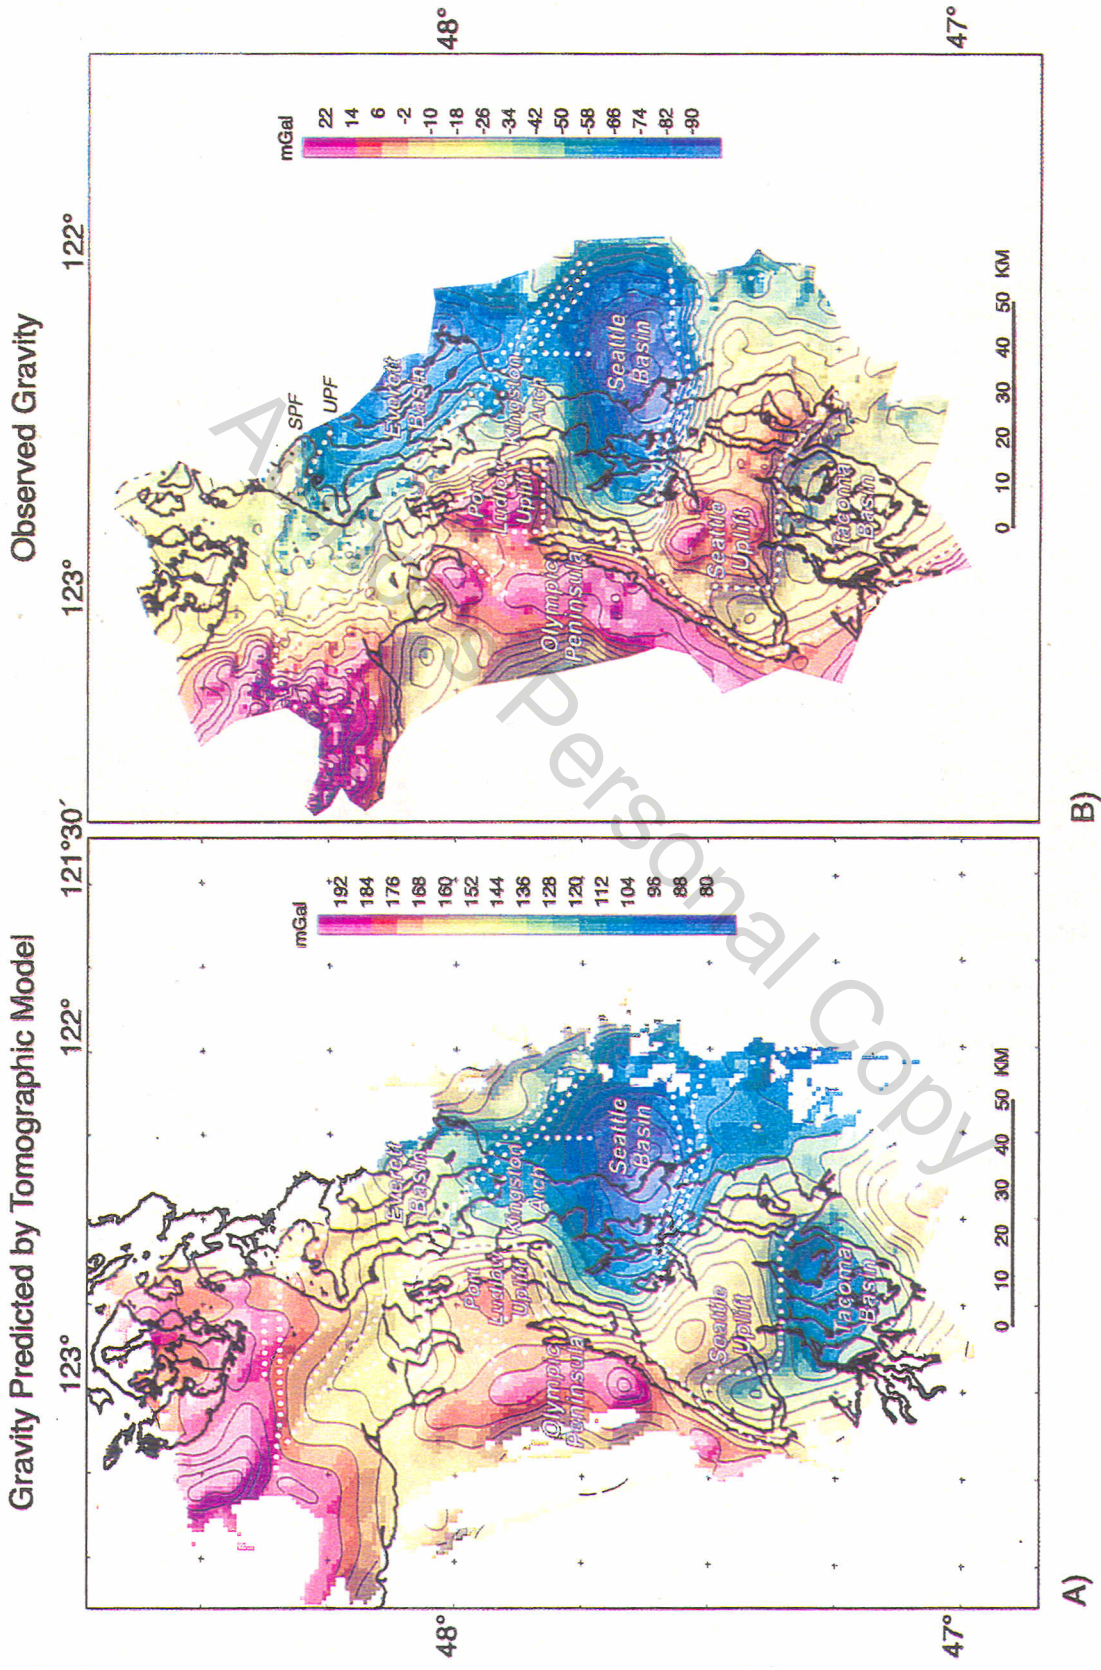 Gravity Predicted by Tomographic Model
123°
122°
121°30´
mGal
192
184
176
168
160
152
144
136
128
120
112
104
96
88
80
Everett
Basin
Kingston
Arch
Port
Ludlow
Uplift
Olympic
Peninsula
Seattle
Basin
Seattle
Uplift
Tacoma
Basin
48°
47°
0 10 20 30 40 50 KM
A)
Observed Gravity
123°
122°
mGal
22
14
6
-2
-10
-18
-26
-34
-42
-50
-58
-66
-74
-82
-90
SPF
UPF
Everett
Basin
Kingston
Arch
Port
Ludlow
Uplift
Olympic
Peninsula
Seattle
Basin
Seattle
Uplift
Tacoma
Basin
48°
47°
0 10 20 30 40 50 KM
B)
Author's Personal Copy